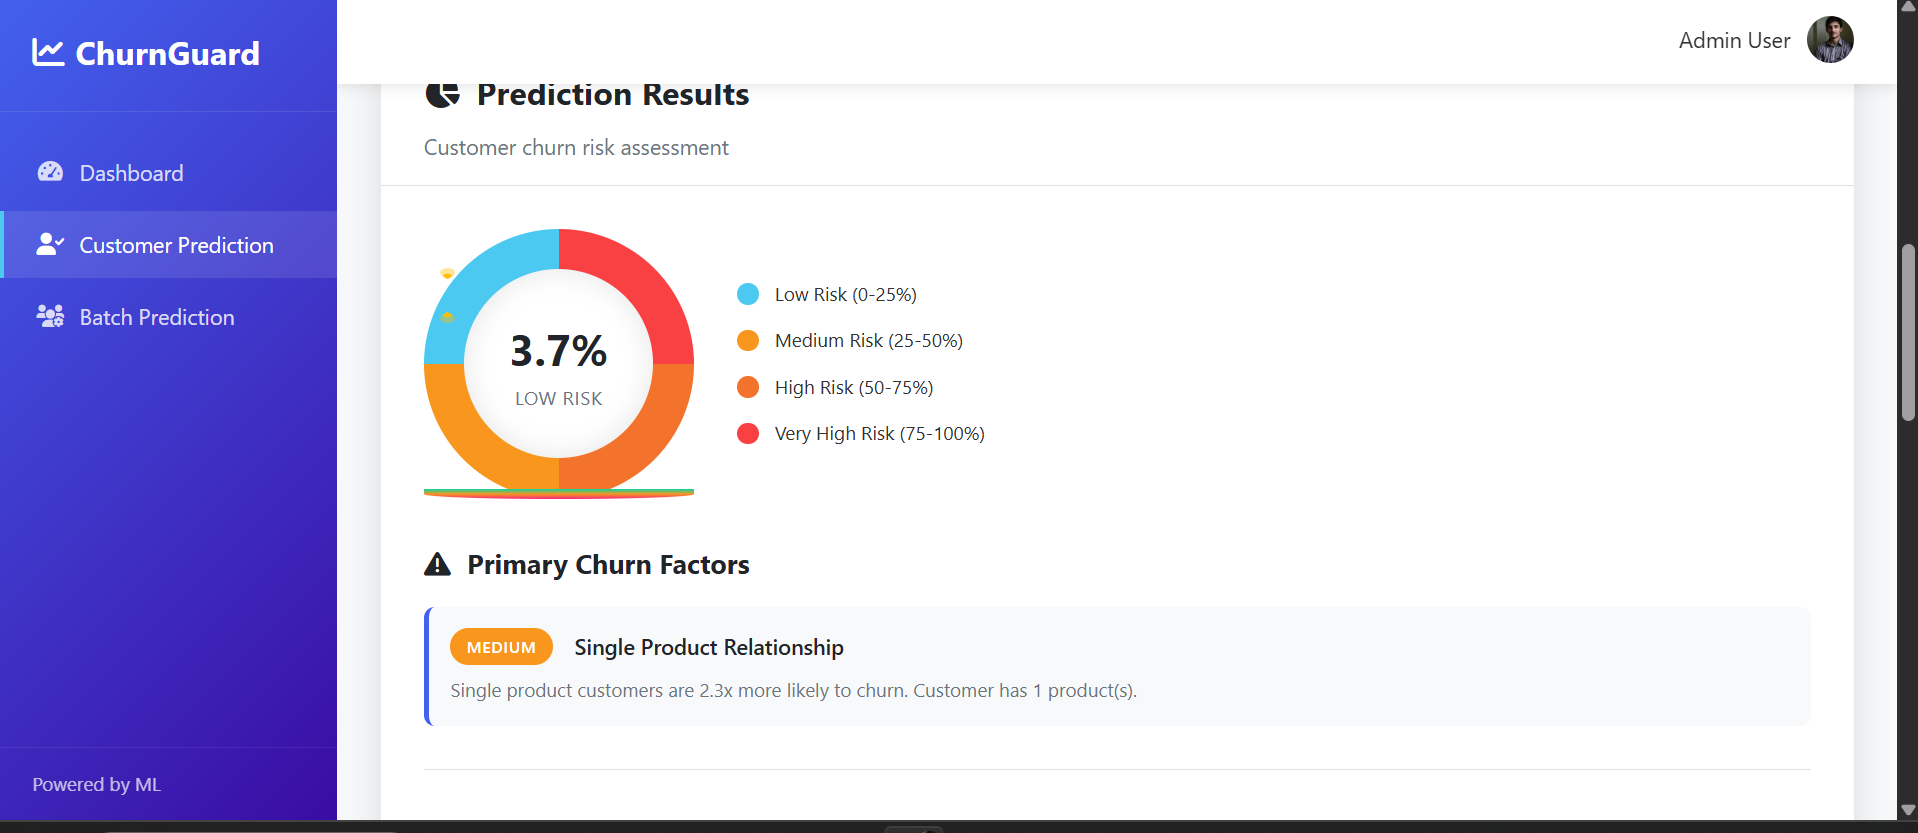 ChurnGuard
Admin User
Dashboard
Customer Prediction
Batch Prediction
Powered by ML
Prediction Results
Customer churn risk assessment
3.7%
LOW RISK
Low Risk (0-25%)
Medium Risk (25-50%)
High Risk (50-75%)
Very High Risk (75-100%)
Primary Churn Factors
MEDIUM Single Product Relationship
Single product customers are 2.3x more likely to churn. Customer has 1 product(s).